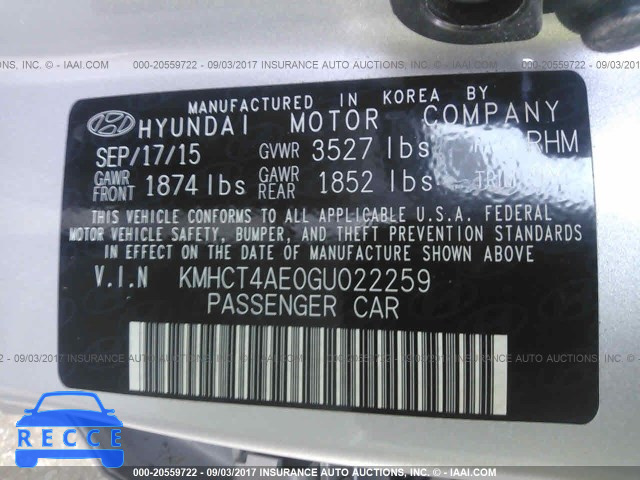 000-20559722 - 09/03/2017 INSURANCE AUTO AUCTIONS, INC. © - IAAI.COM
MANUFACTURED IN KOREA BY
HYUNDAI MOTOR COMPANY
SEP/17/15 GVWR 3527 lbs RHM
GAWR FRONT 1874 lbs GAWR REAR 1852 lbs
THIS VEHICLE CONFORMS TO ALL APPLICABLE U.S.A. FEDERAL
MOTOR VEHICLE SAFETY, BUMPER, AND THEFT PREVENTION STANDARDS
IN EFFECT ON THE DATE OF MANUFACTURE SHOWN ABOVE
V.I.N KMHCT4AE0GU022259
PASSENGER CAR
000-20559722 - 09/03/2017 INSURANCE AUTO AUCTIONS, INC. © - IAAI.COM
RECCT.COM
000-20559722 - 09/03/2017 INSURANCE AUTO AUCTIONS, INC. © - IAAI.COM